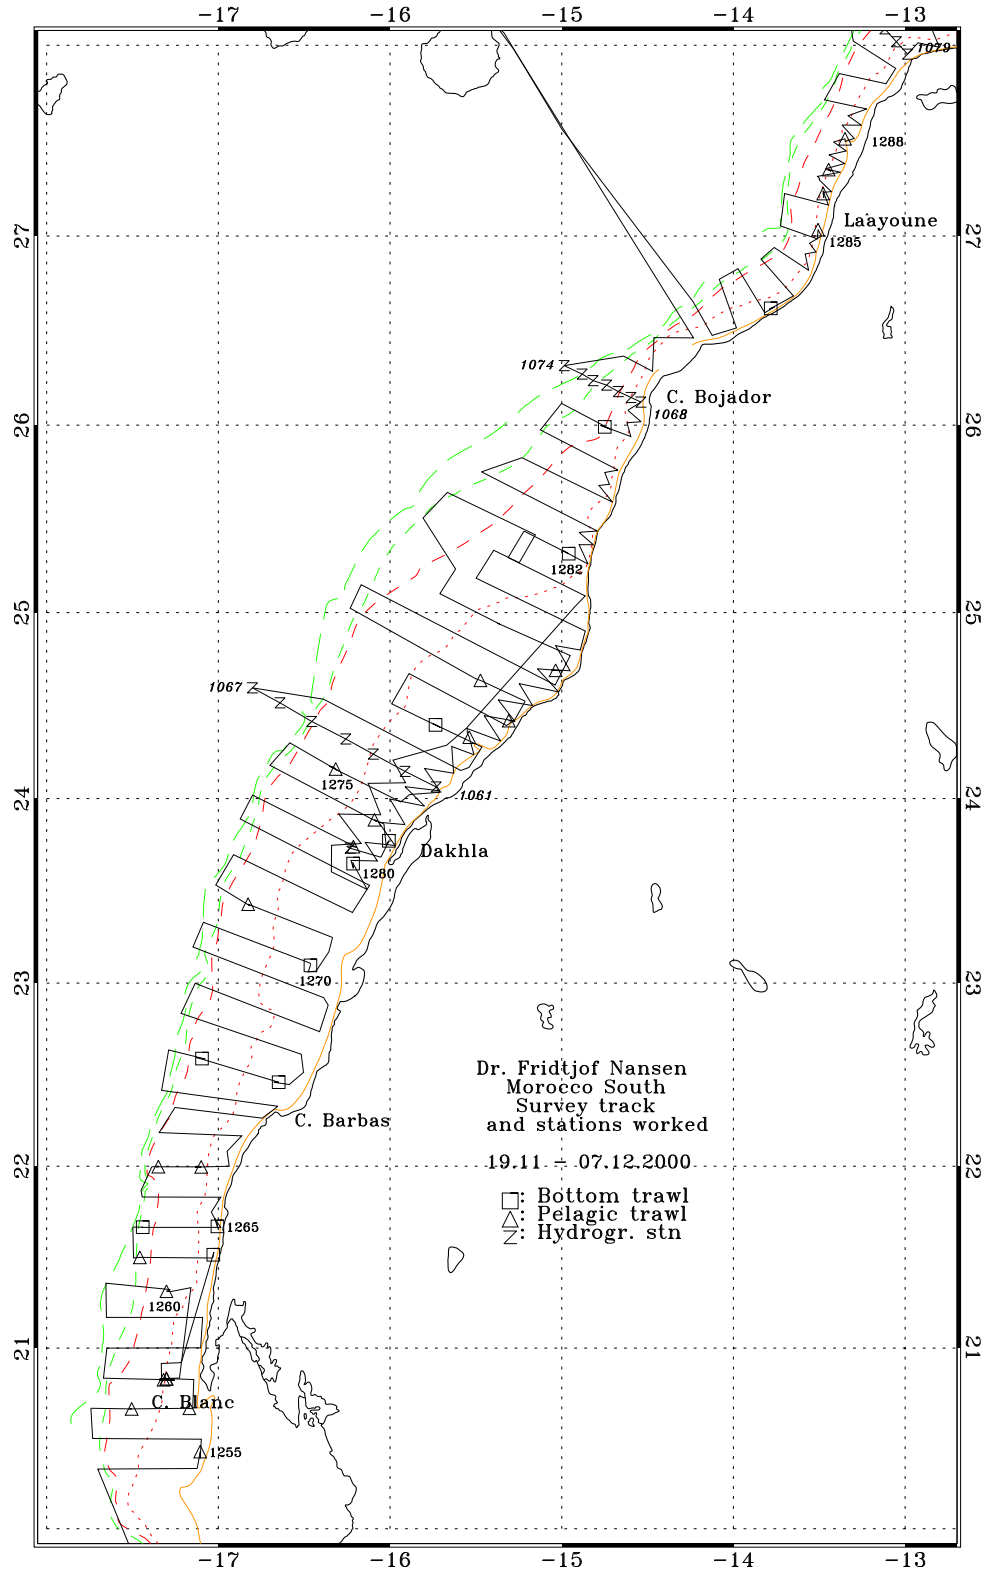 -17 -16 -15 -14 -13
1079
1288
Laayoune
27 27
1285
1074
C. Bojador
1068
26 26
1282
25 25
1067
1275
1061
24 24
Dakhla
1280
1270
23 23
Dr. Fridtjof Nansen
Morocco South
Survey track
and stations worked
C. Barbas
19.11 - 07.12.2000
22 22
: Bottom trawl
: Pelagic trawl
: Hydrogr. stn
1265
1260
21 21
C. Blanc
1255
-17 -16 -15 -14 -13